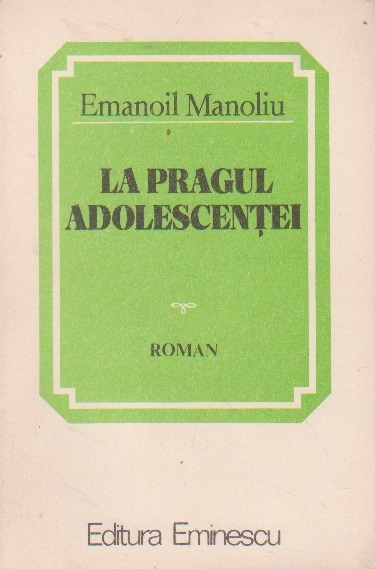 Emanoil Manoliu
LA PRAGUL
ADOLESCENȚEI
ROMAN
Editura Eminescu